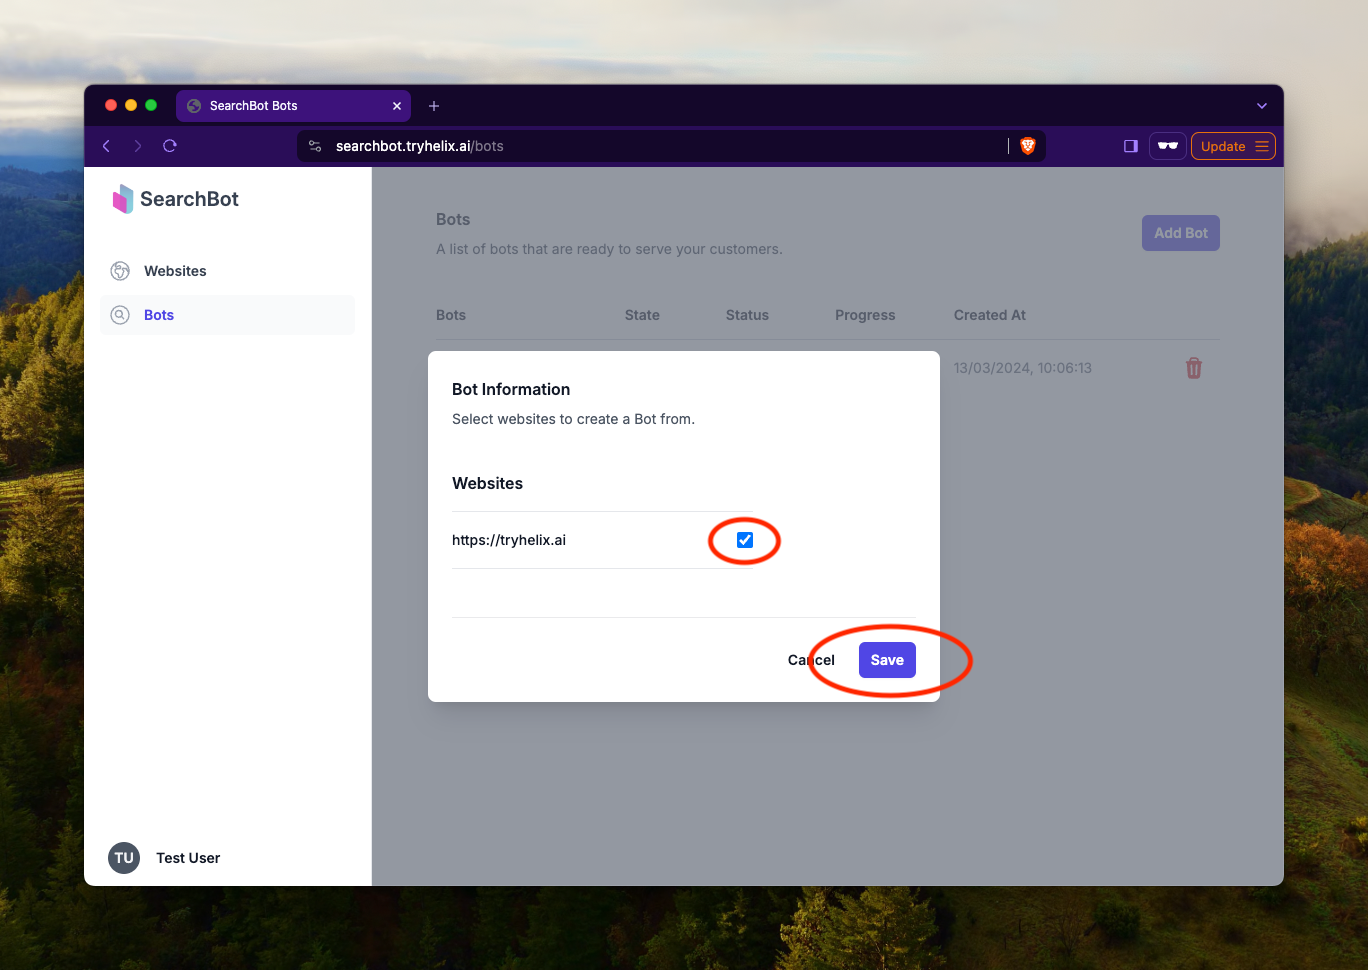 SearchBot Bots
searchbot.tryhelix.ai/bots
Update
SearchBot
Websites
Bots
TU
Test User
Bots
A list of bots that are ready to serve your customers.
Add Bot
Bots State Status Progress Created At
13/03/2024, 10:06:13
Bot Information
Select websites to create a Bot from.
Websites
https://tryhelix.ai
Cancel Save